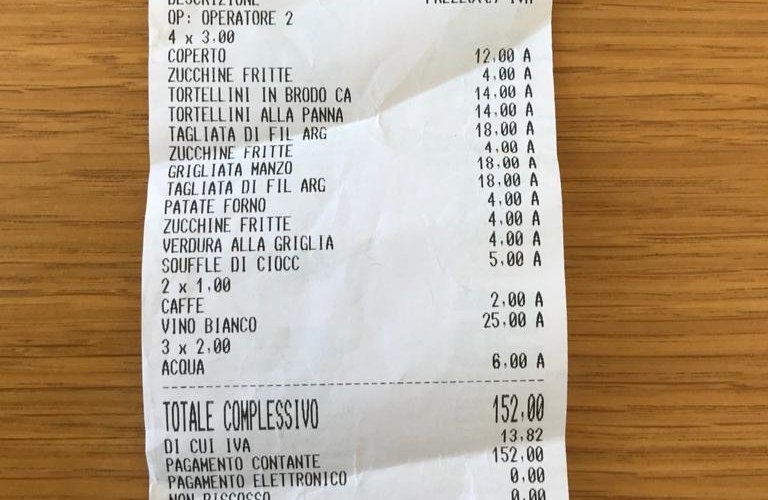 DESCRIZIONE PREZZO(€) IVA
OP: OPERATORE 2
4 x 3,00
COPERTO 12,00 A
ZUCCHINE FRITTE 4,00 A
TORTELLINI IN BRODO CA 14,00 A
TORTELLINI ALLA PANNA 14,00 A
TAGLIATA DI FIL ARG 18,00 A
ZUCCHINE FRITTE 4,00 A
GRIGLIATA MANZO 18,00 A
TAGLIATA DI FIL ARG 18,00 A
PATATE FORNO 4,00 A
ZUCCHINE FRITTE 4,00 A
VERDURA ALLA GRIGLIA 4,00 A
SOUFFLE DI CIOCC 5,00 A
2 x 1,00
CAFFE 2,00 A
VINO BIANCO 25,00 A
3 x 2,00
ACQUA 6,00 A
TOTALE COMPLESSIVO 152,00
DI CUI IVA 13,82
PAGAMENTO CONTANTE 152,00
PAGAMENTO ELETTRONICO 0,00
NON RISCOSSO 0,00